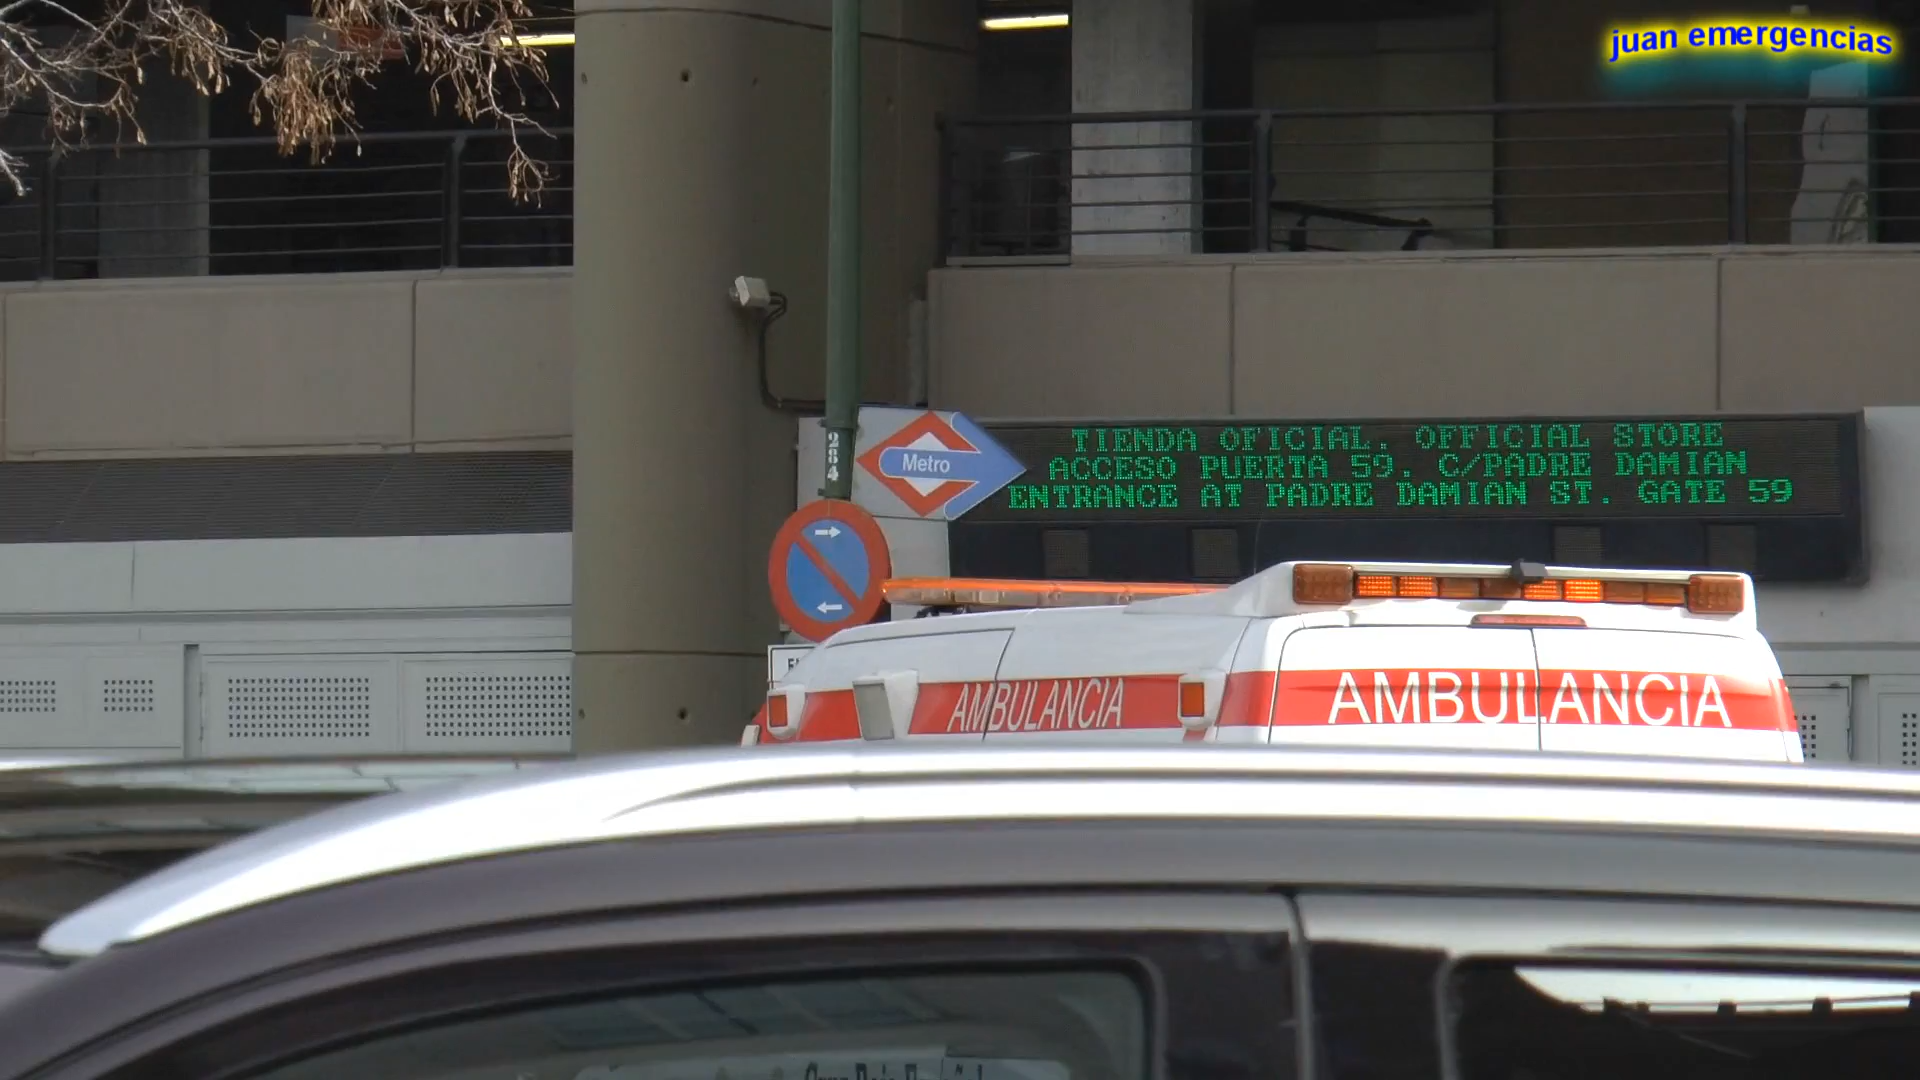 juan emergencias
284
Metro
TIENDA OFICIAL. OFFICIAL STORE
ACCESO PUERTA 59. C/PADRE DAMIAN
ENTRANCE AT PADRE DAMIAN ST. GATE 59
AMBULANCIA
AMBULANCIA